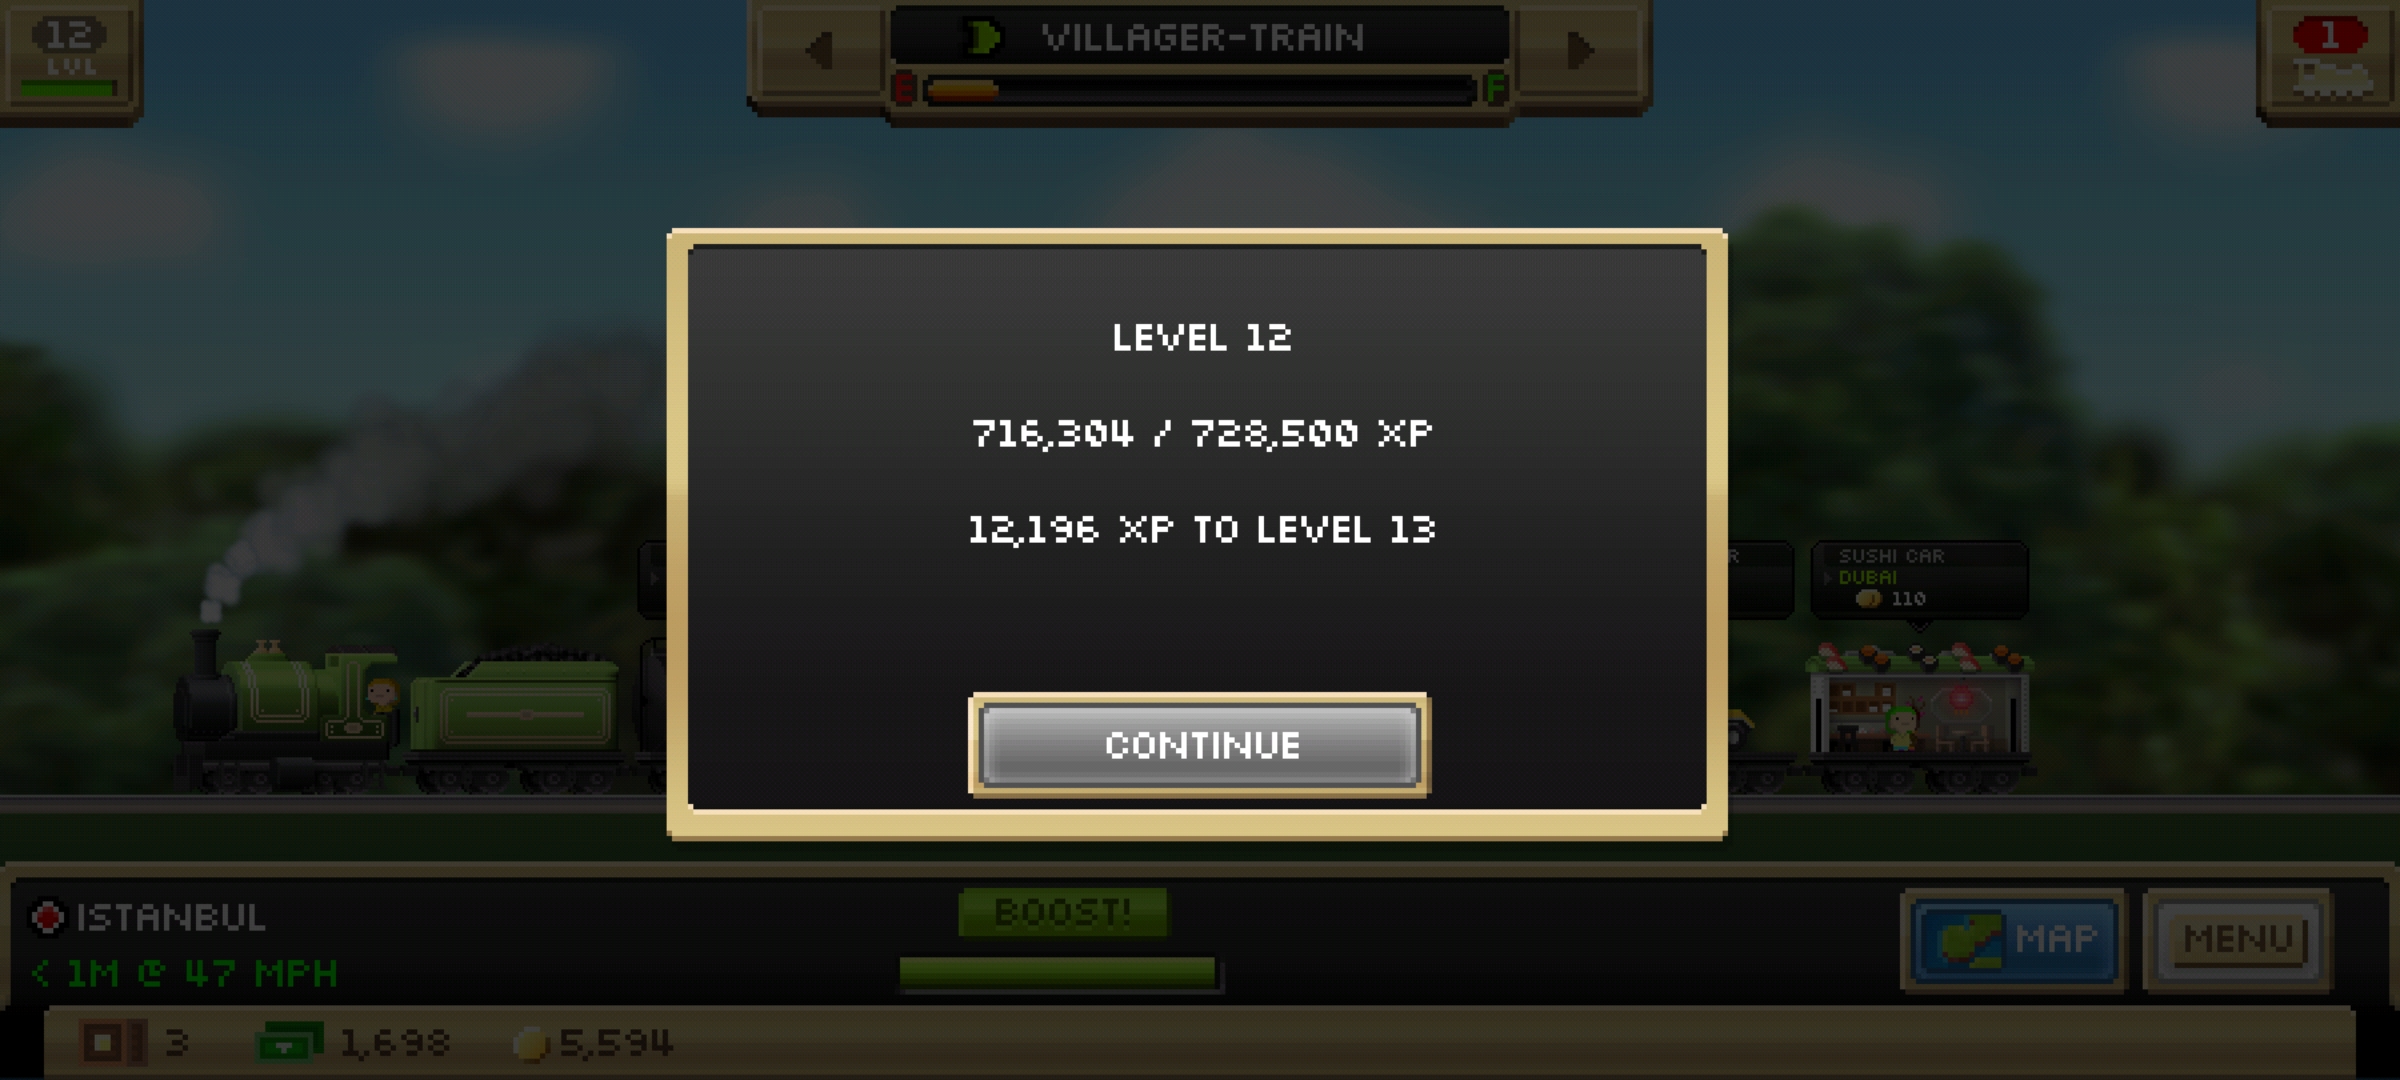 12
LVL
VILLAGER-TRAIN
E
F
1
LEVEL 12
716,304 / 728,500 XP
12,196 XP TO LEVEL 13
CONTINUE
R
SUSHI CAR
DUBAI
110
ISTANBUL
< 1M @ 47 MPH
BOOST!
MAP
MENU
3
1,698
5,594